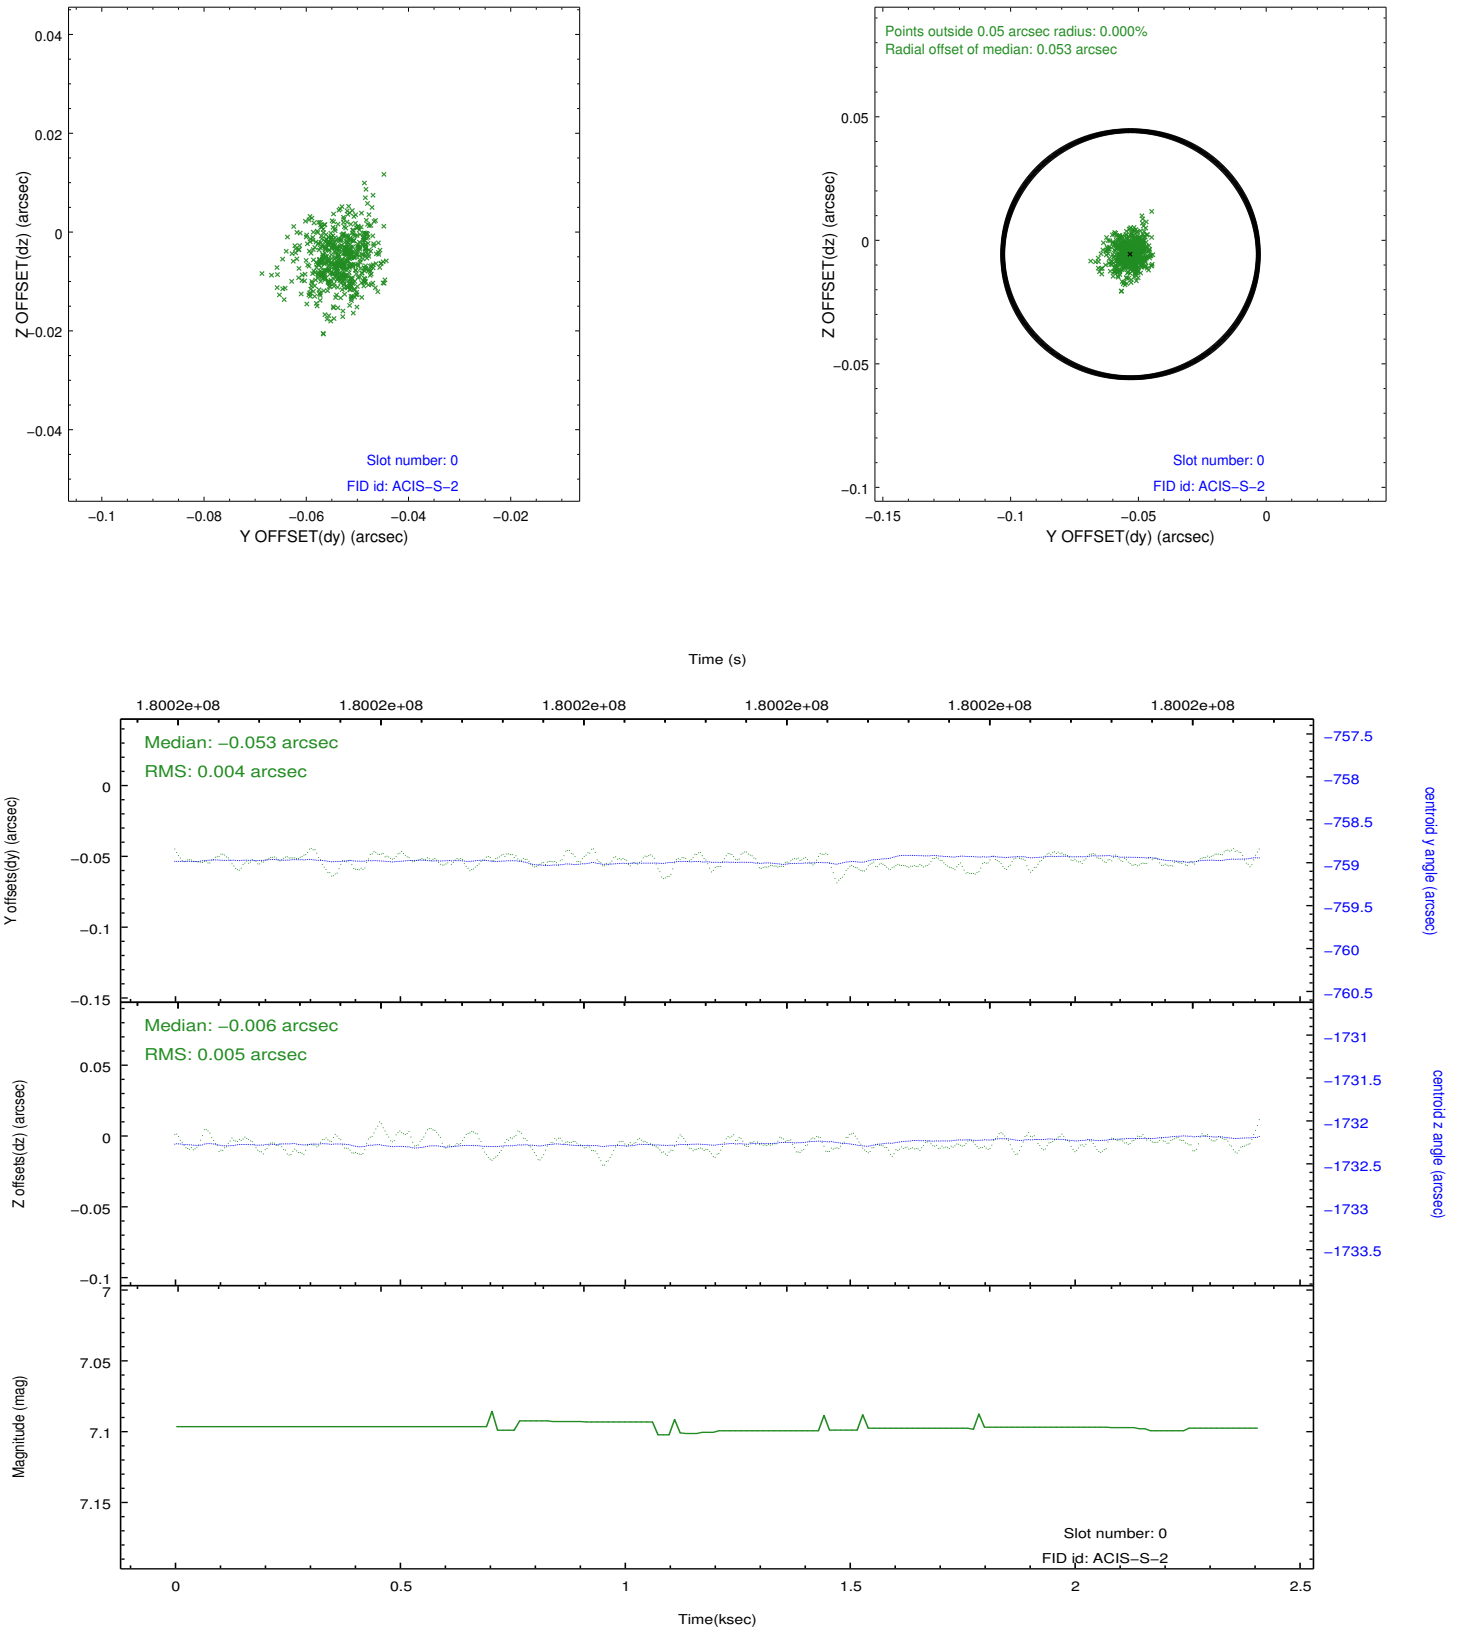 0.04
0.02
0
−0.02
−0.04
Z OFFSET(dz) (arcsec)
Slot number: 0
FID id: ACIS−S−2
−0.1
−0.08
−0.06
−0.04
−0.02
Y OFFSET(dy) (arcsec)
Points outside 0.05 arcsec radius: 0.000%
Radial offset of median: 0.053 arcsec
0.05
0
−0.05
−0.1
Z OFFSET(dz) (arcsec)
Slot number: 0
FID id: ACIS−S−2
−0.15
−0.1
−0.05
0
Y OFFSET(dy) (arcsec)
Time (s)
1.8002e+08
1.8002e+08
1.8002e+08
1.8002e+08
1.8002e+08
1.8002e+08
Median: −0.053 arcsec
RMS: 0.004 arcsec
0
−0.05
−0.1
−0.15
Y offsets(dy) (arcsec)
−757.5
−758
−758.5
−759
−759.5
−760
−760.5
centroid y angle (arcsec)
Median: −0.006 arcsec
RMS: 0.005 arcsec
0.05
0
−0.05
−0.1
Z offsets(dz) (arcsec)
−1731
−1731.5
−1732
−1732.5
−1733
−1733.5
centroid z angle (arcsec)
7
7.05
7.1
7.15
Magnitude (mag)
Slot number: 0
FID id: ACIS−S−2
0
0.5
1
1.5
2
2.5
Time(ksec)